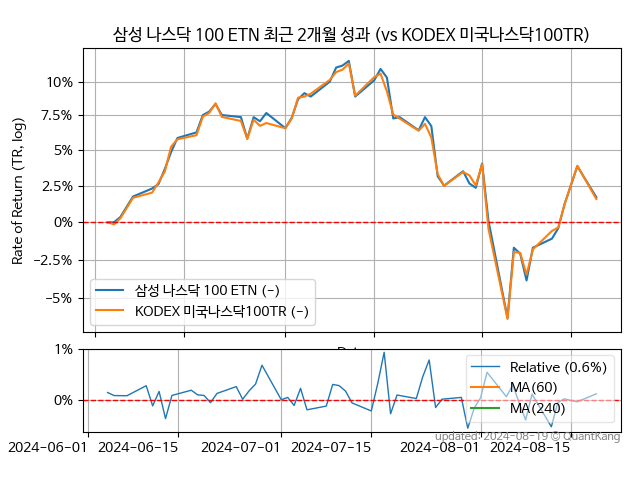 삼성 나스닥 100 ETN 최근 2개월 성과 (vs KODEX 미국나스닥100TR)
Rate of Return (TR, log)
10%
7.5%
5%
2.5%
0%
−2.5%
−5%
삼성 나스닥 100 ETN (-)
KODEX 미국나스닥100TR (-)
1%
0%
Relative (0.6%)
MA(60)
MA(240)
updated: 2024-08-19 © QuantKang
2024-06-01 2024-06-15 2024-07-01 2024-07-15 2024-08-01 2024-08-15